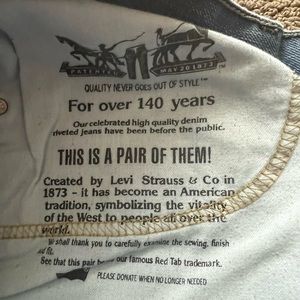 PATENTED MAY 20 1873
QUALITY NEVER GOES OUT OF STYLE™
For over 140 years
Our celebrated high quality denim
riveted jeans have been before the public.
THIS IS A PAIR OF THEM!
Created by Levi Strauss & Co in
1873 - it has become an American
tradition, symbolizing the vitality
of the West to people all over the
world.
shall thank you to carefully examine the sewing, finish
and fit.
See that this pair our famous Red Tab trademark.
PLEASE DONATE WHEN NO LONGER NEEDED